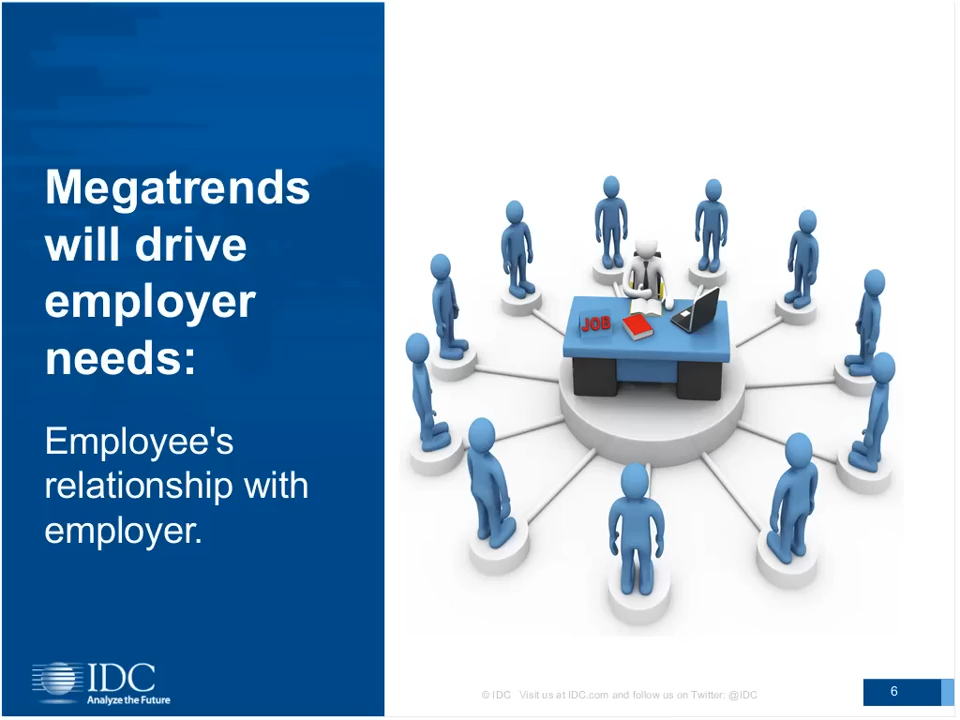 Megatrends
will drive
employer
needs:
Employee's
relationship with
employer.
JOB
IDC
Analyze the Future
© IDC Visit us at IDC.com and follow us on Twitter: @IDC
6